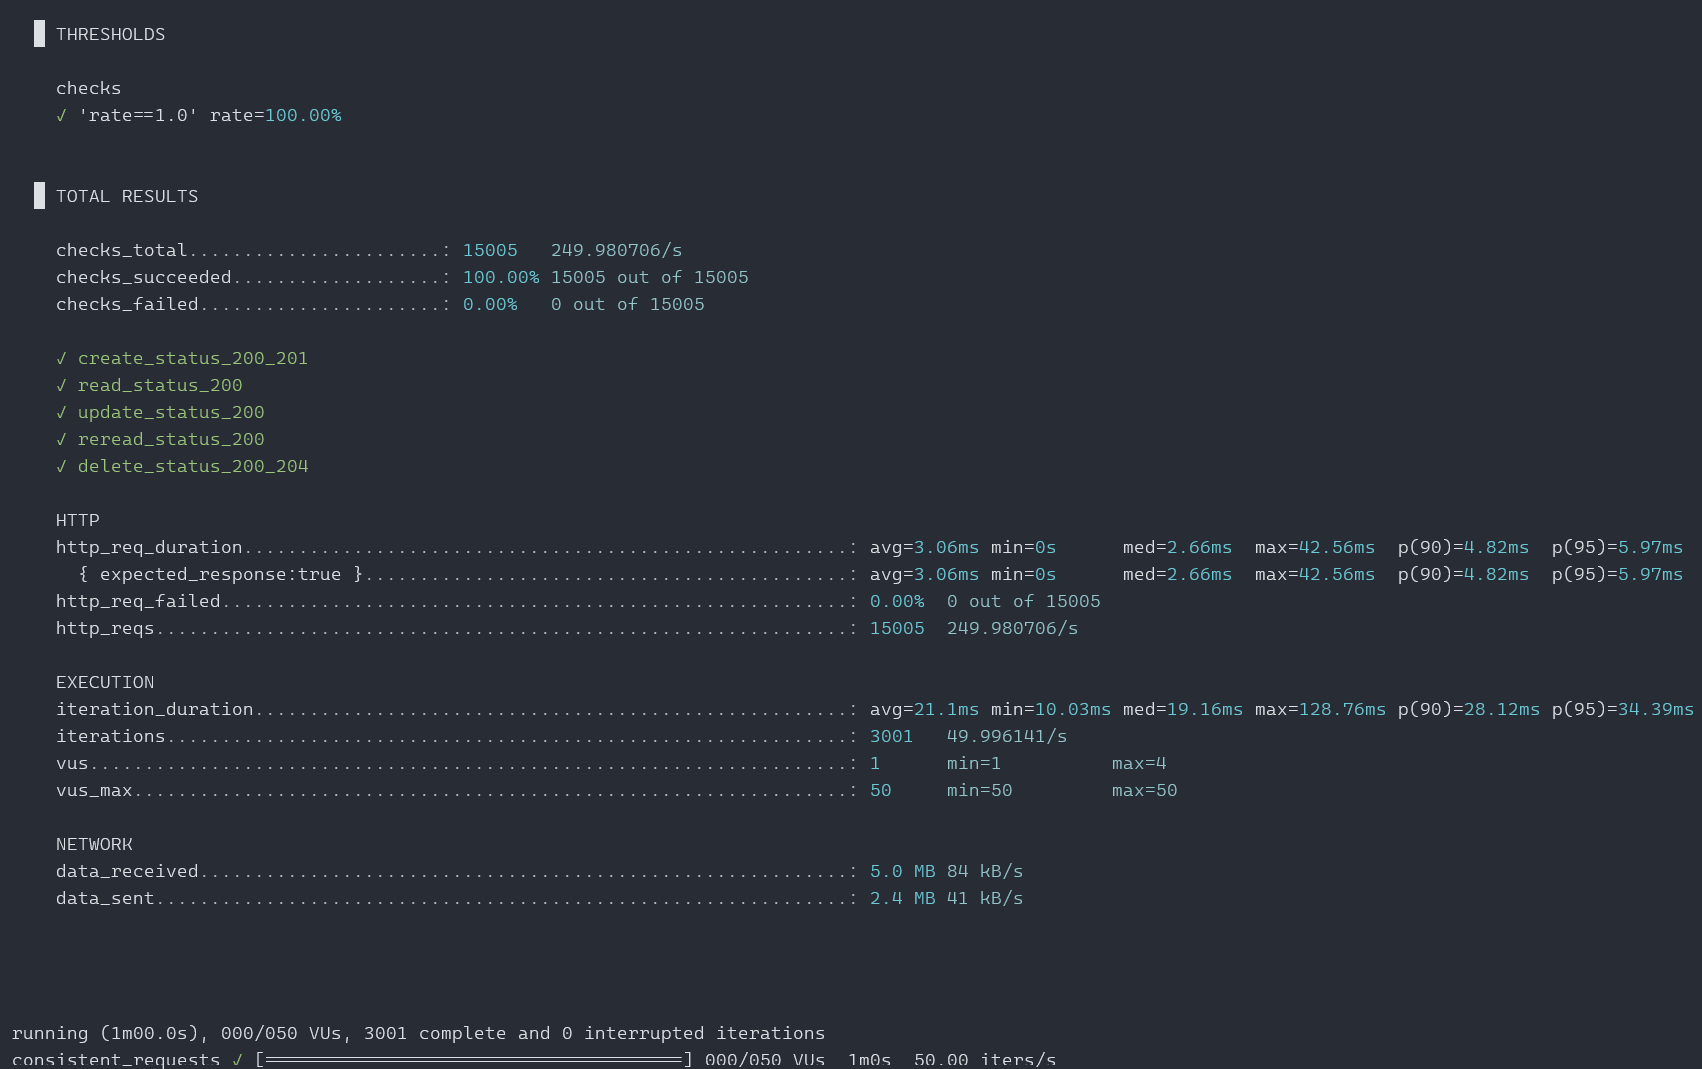 █ THRESHOLDS

checks
✓ 'rate==1.0' rate=100.00%

█ TOTAL RESULTS

checks_total.......................: 15005   249.980706/s
checks_succeeded...................: 100.00% 15005 out of 15005
checks_failed......................: 0.00%   0 out of 15005

✓ create_status_200_201
✓ read_status_200
✓ update_status_200
✓ reread_status_200
✓ delete_status_200_204

HTTP
http_req_duration.......................................................: avg=3.06ms min=0s      med=2.66ms  max=42.56ms  p(90)=4.82ms  p(95)=5.97ms
  { expected_response:true }............................................: avg=3.06ms min=0s      med=2.66ms  max=42.56ms  p(90)=4.82ms  p(95)=5.97ms
http_req_failed.........................................................: 0.00%  0 out of 15005
http_reqs...............................................................: 15005  249.980706/s

EXECUTION
iteration_duration......................................................: avg=21.1ms min=10.03ms med=19.16ms max=128.76ms p(90)=28.12ms p(95)=34.39ms
iterations..............................................................: 3001   49.996141/s
vus.....................................................................: 1      min=1          max=4
vus_max.................................................................: 50     min=50         max=50

NETWORK
data_received...........................................................: 5.0 MB 84 kB/s
data_sent...............................................................: 2.4 MB 41 kB/s

running (1m00.0s), 000/050 VUs, 3001 complete and 0 interrupted iterations
consistent_requests ✓ [======================================] 000/050 VUs  1m0s  50.00 iters/s